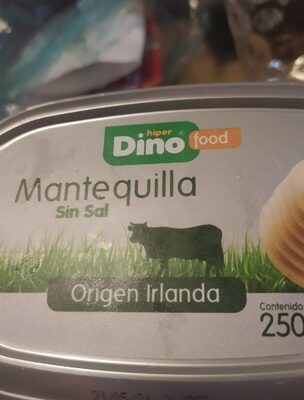 hiper
Dino food
Mantequilla
Sin Sal
Origen Irlanda
Contenido
250